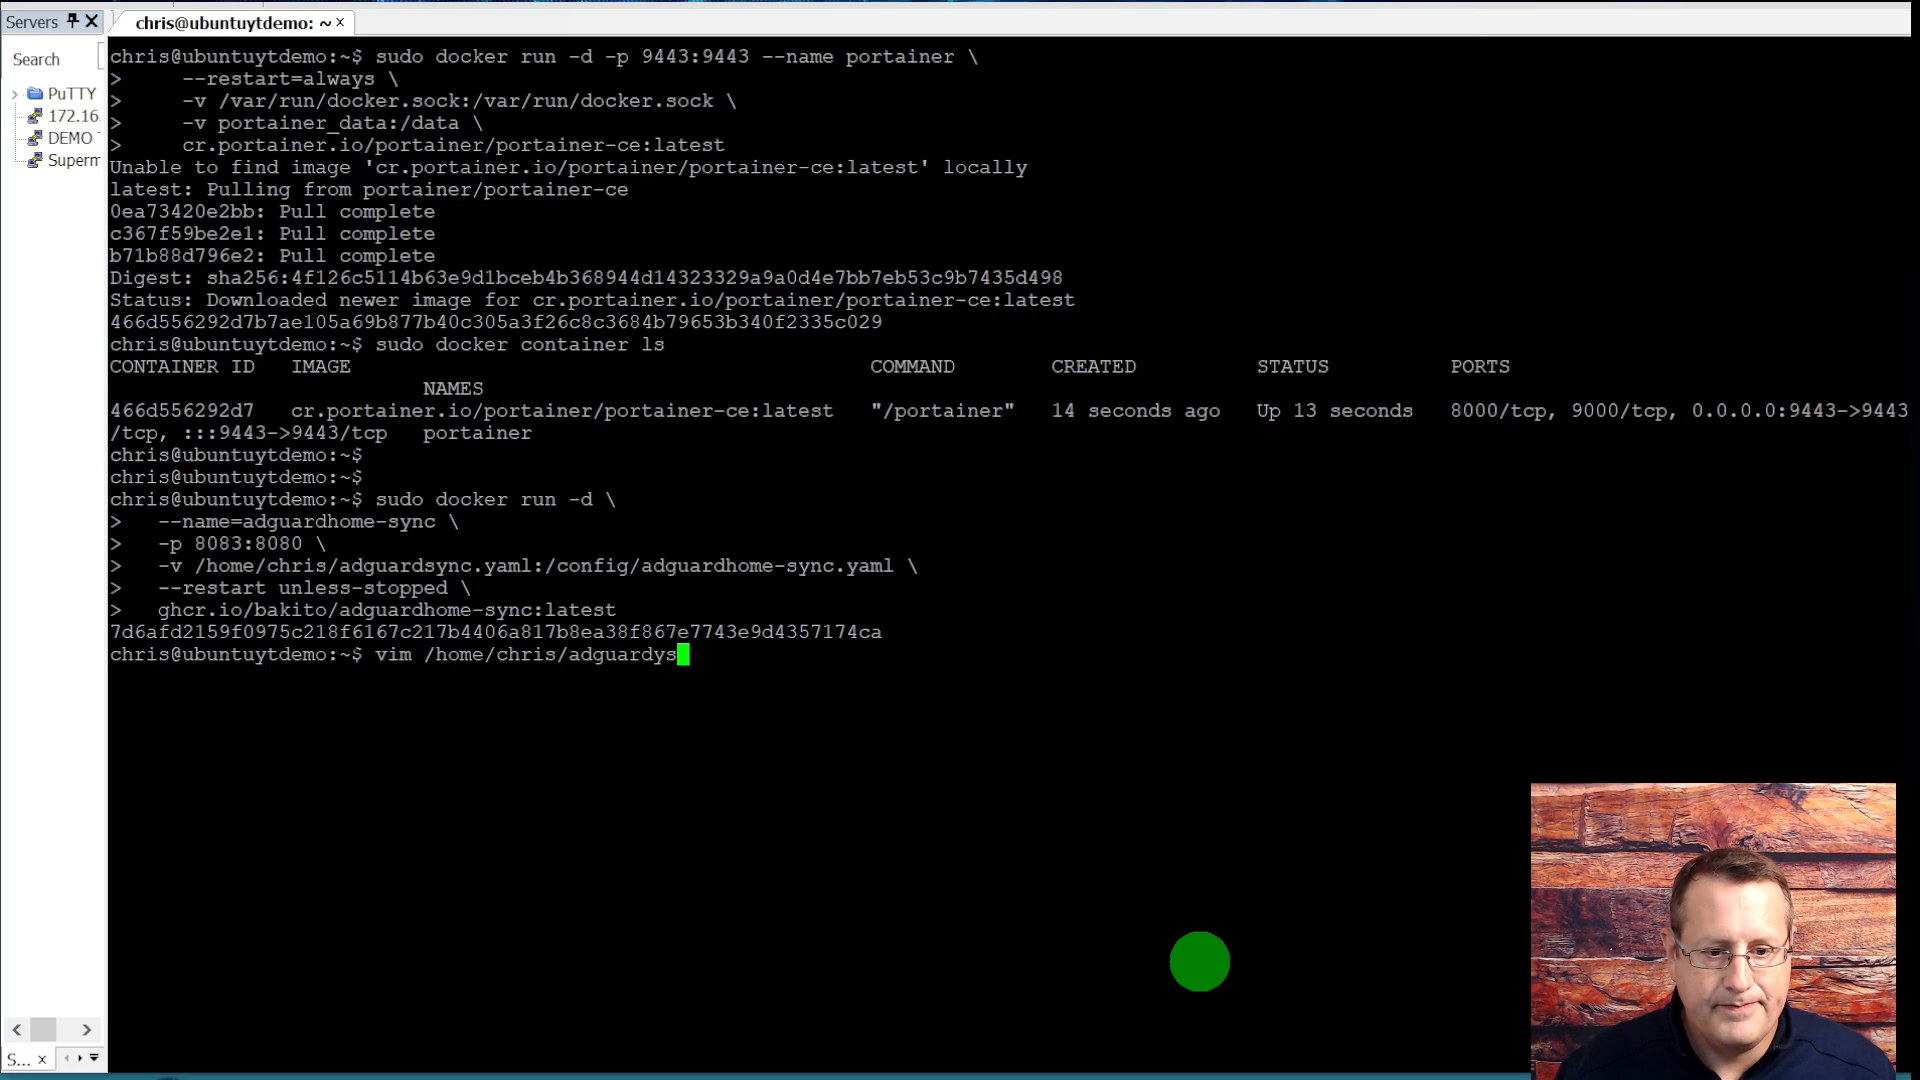 Servers
chris@ubuntuytdemo: ~
Search
PuTTY
172.16.
DEMO
Superm
chris@ubuntuytdemo:~$ sudo docker run -d -p 9443:9443 --name portainer \
>     --restart=always \
>     -v /var/run/docker.sock:/var/run/docker.sock \
>     -v portainer_data:/data \
>     cr.portainer.io/portainer/portainer-ce:latest
Unable to find image 'cr.portainer.io/portainer/portainer-ce:latest' locally
latest: Pulling from portainer/portainer-ce
0ea73420e2bb: Pull complete
c367f59be2e1: Pull complete
b71b88d796e2: Pull complete
Digest: sha256:4f126c5114b63e9d1bceb4b368944d14323329a9a0d4e7bb7eb53c9b7435d498
Status: Downloaded newer image for cr.portainer.io/portainer/portainer-ce:latest
466d556292d7b7ae105a69b877b40c305a3f26c8c3684b79653b340f2335c029
chris@ubuntuytdemo:~$ sudo docker container ls
CONTAINER ID   IMAGE   COMMAND   CREATED   STATUS   PORTS
NAMES
466d556292d7   cr.portainer.io/portainer/portainer-ce:latest   "/portainer"   14 seconds ago   Up 13 seconds   8000/tcp, 9000/tcp, 0.0.0.0:9443->9443
/tcp, :::9443->9443/tcp   portainer
chris@ubuntuytdemo:~$
chris@ubuntuytdemo:~$
chris@ubuntuytdemo:~$ sudo docker run -d \
>   --name=adguardhome-sync \
>   -p 8083:8080 \
>   -v /home/chris/adguardsync.yaml:/config/adguardhome-sync.yaml \
>   --restart unless-stopped \
>   ghcr.io/bakito/adguardhome-sync:latest
7d6afd2159f0975c218f6167c217b4406a817b8ea38f867e7743e9d4357174ca
chris@ubuntuytdemo:~$ vim /home/chris/adguardys
S...